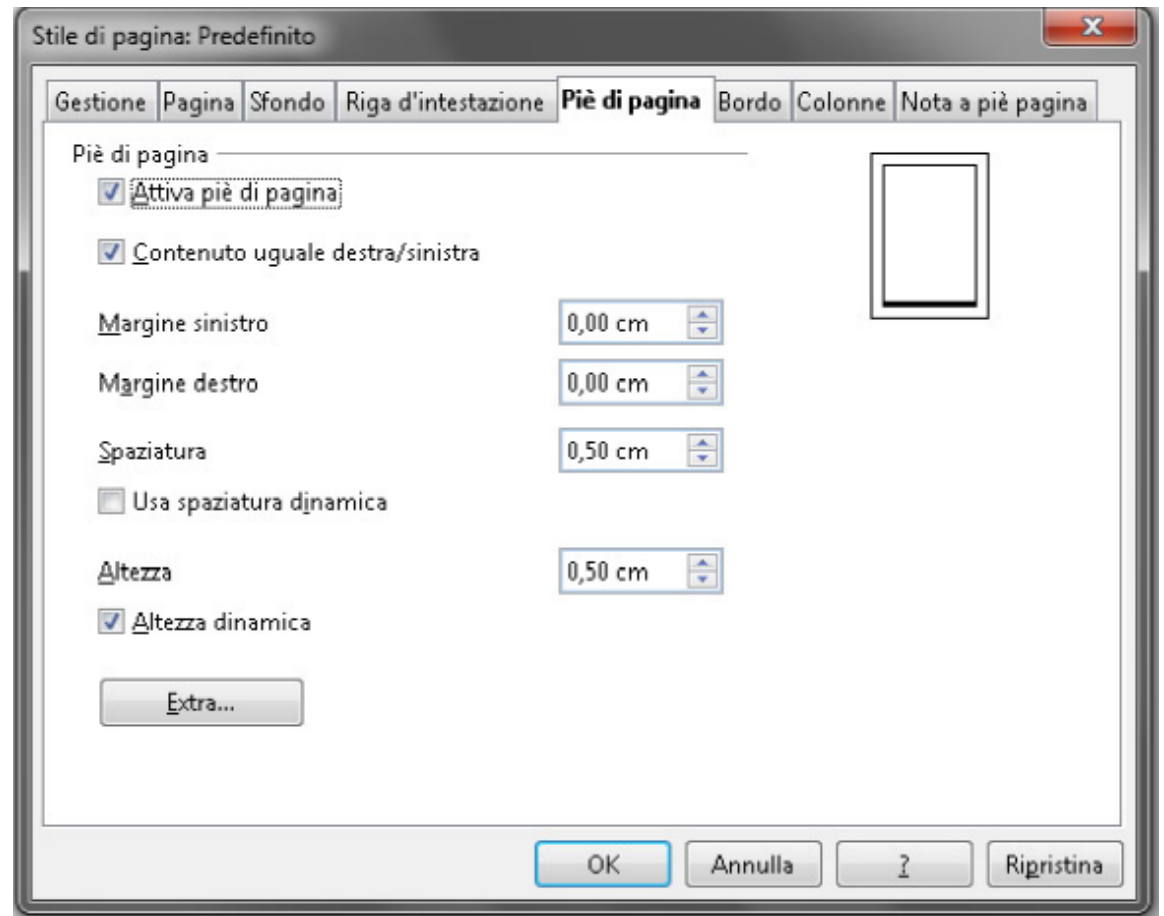 Stile di pagina: Predefinito
Gestione Pagina Sfondo Riga d'intestazione Piè di pagina Bordo Colonne Nota a piè pagina
Piè di pagina
Attiva piè di pagina
Contenuto uguale destra/sinistra
Margine sinistro 0,00 cm
Margine destro 0,00 cm
Spaziatura 0,50 cm
Usa spaziatura dinamica
Altezza 0,50 cm
Altezza dinamica
Extra...
OK Annulla ? Ripristina